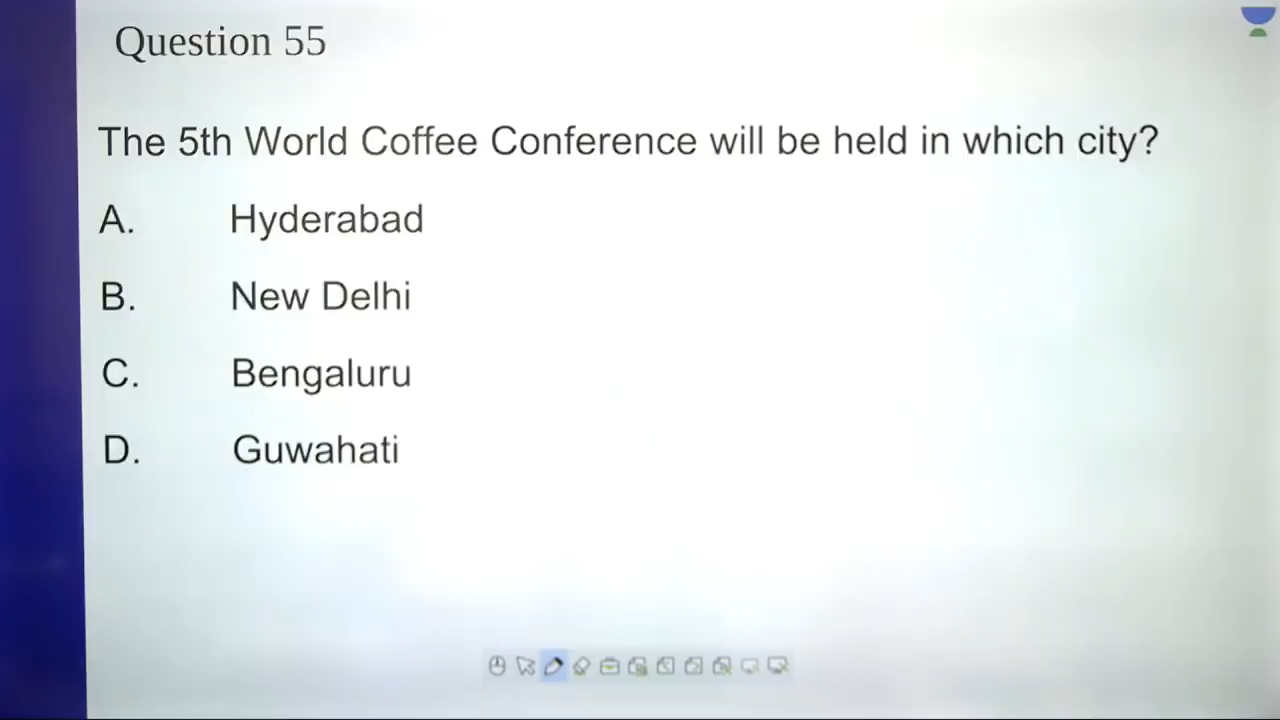 Question 55
The 5th World Coffee Conference will be held in which city?
A. Hyderabad
B. New Delhi
C. Bengaluru
D. Guwahati